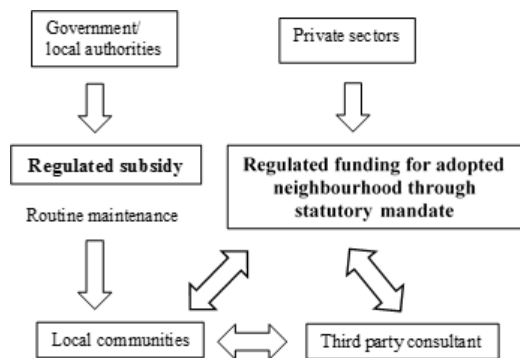 Government/
local authorities
Private sectors
Regulated subsidy
Regulated funding for adopted
neighbourhood through
statutory mandate
Routine maintenance
Local communities
Third party consultant